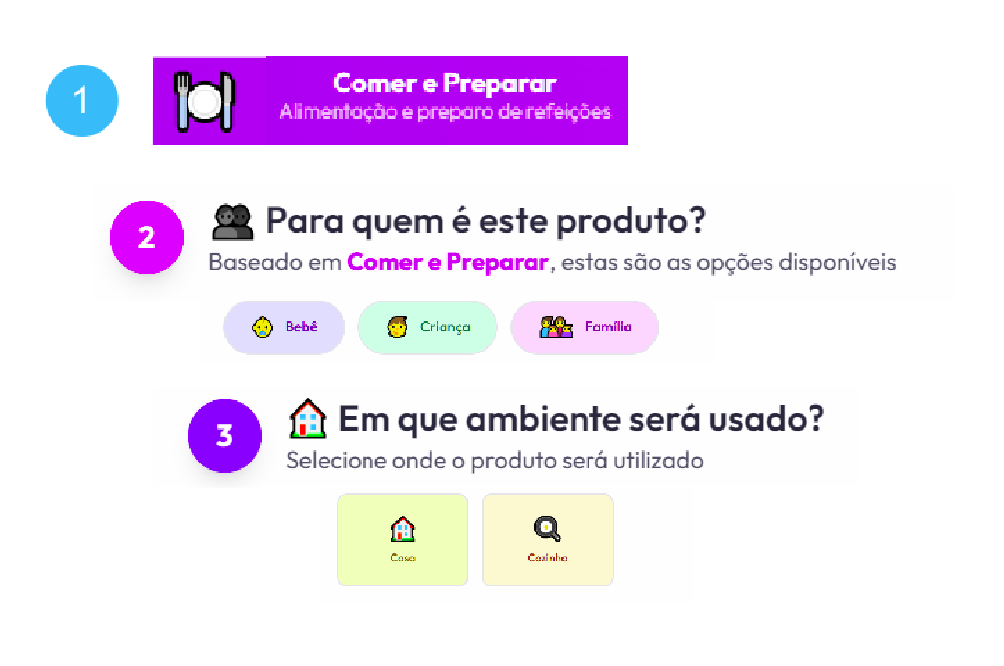 1
Comer e Preparar
Alimentação e preparo de refeições
2
Para quem é este produto?
Baseado em Comer e Preparar, estas são as opções disponíveis
Bebê
Criança
Família
3
Em que ambiente será usado?
Selecione onde o produto será utilizado
Casa
Cozinha